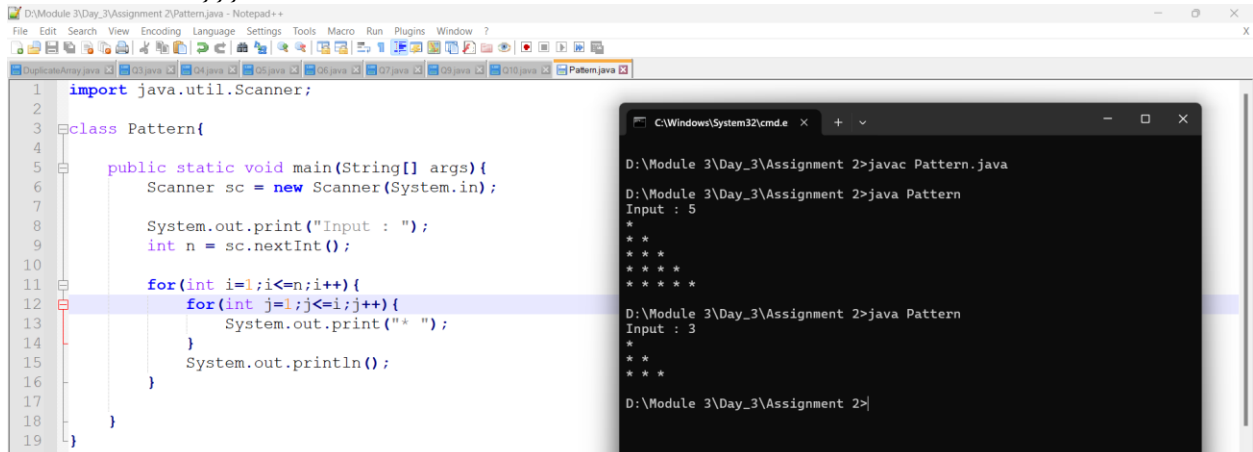 D:\Module 3\Day_3\Assignment 2\Pattern.java - Notepad++
File Edit Search View Encoding Language Settings Tools Macro Run Plugins Window ?
DuplicateArray.java Q3.java Q4.java Q5.java Q6.java Q7.java Q9.java Q10.java Pattern.java
1 import java.util.Scanner;
2
3 class Pattern{
4
5 public static void main(String[] args){
6 Scanner sc = new Scanner(System.in);
7
8 System.out.print("Input : ");
9 int n = sc.nextInt();
10
11 for(int i=1;i<=n;i++){
12 for(int j=1;j<=i;j++){
13 System.out.print("* ");
14 }
15 System.out.println();
16 }
17
18 }
19 }
C:\Windows\System32\cmd.e
D:\Module 3\Day_3\Assignment 2>javac Pattern.java
D:\Module 3\Day_3\Assignment 2>java Pattern
Input : 5
*
* *
* * *
* * * *
* * * * *
D:\Module 3\Day_3\Assignment 2>java Pattern
Input : 3
*
* *
* * *
D:\Module 3\Day_3\Assignment 2>